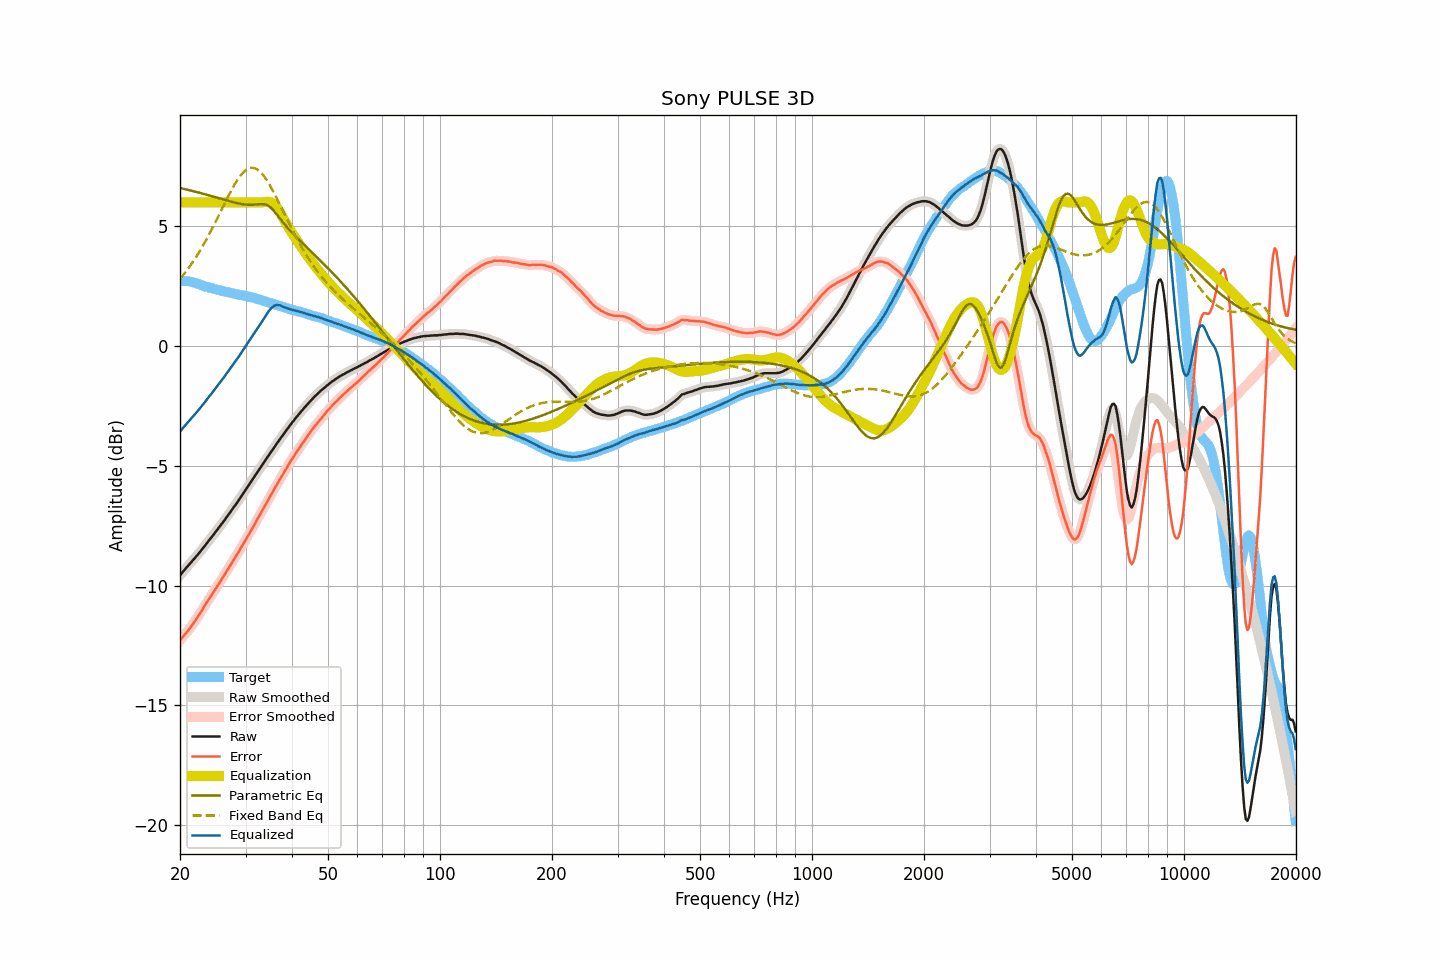 Sony PULSE 3D
Amplitude (dBr)
5
0
−5
−10
−15
−20
Target
Raw Smoothed
Error Smoothed
Raw
Error
Equalization
Parametric Eq
Fixed Band Eq
Equalized
20 50 100 200 500 1000 2000 5000 10000 20000
Frequency (Hz)